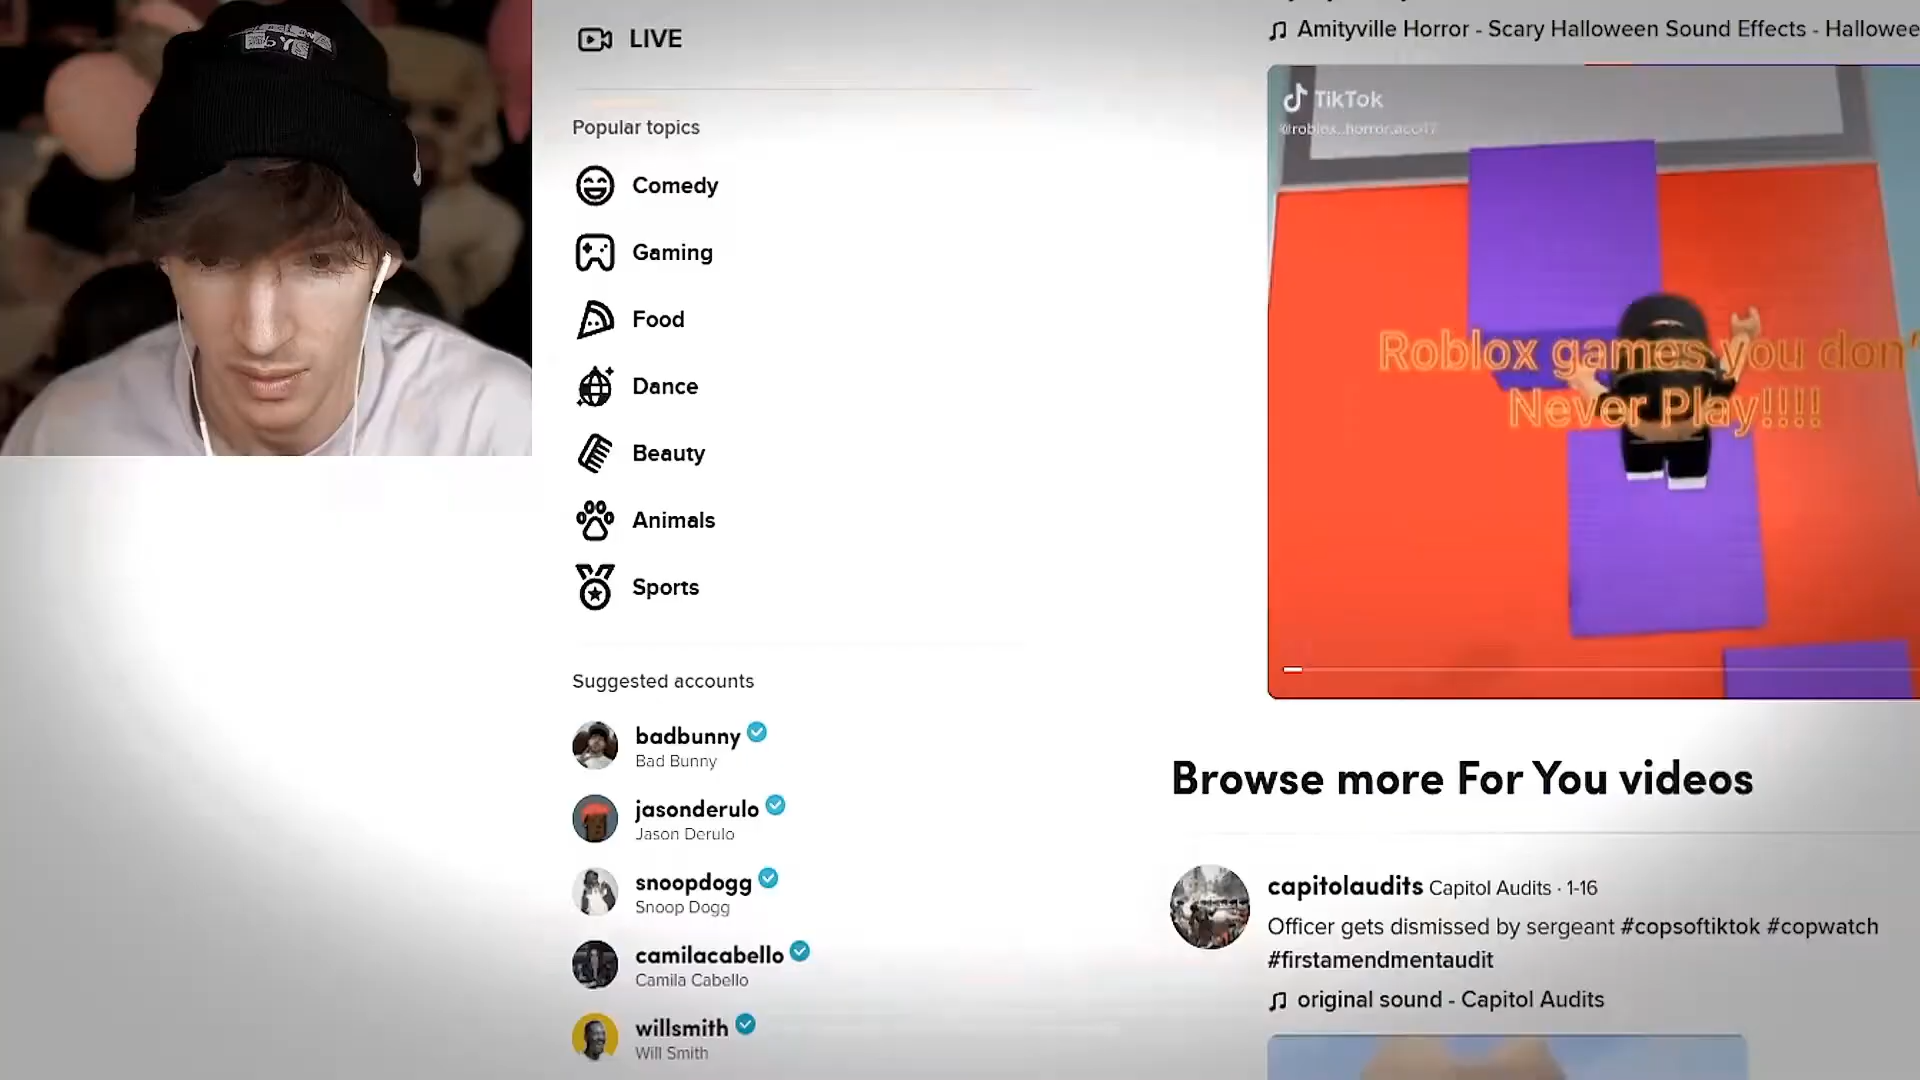 LIVE
Popular topics
Comedy
Gaming
Food
Dance
Beauty
Animals
Sports
Suggested accounts
badbunny
Bad Bunny
jasonderulo
Jason Derulo
snoopdogg
Snoop Dogg
camilacabello
Camila Cabello
willsmith
Will Smith
Amityville Horror - Scary Halloween Sound Effects - Hallowee
TikTok
Roblox games you don'
Never Play!!!!
Browse more For You videos
capitolaudits Capitol Audits · 1-16
Officer gets dismissed by sergeant #copsoftiktok #copwatch
#firstamendmentaudit
original sound - Capitol Audits